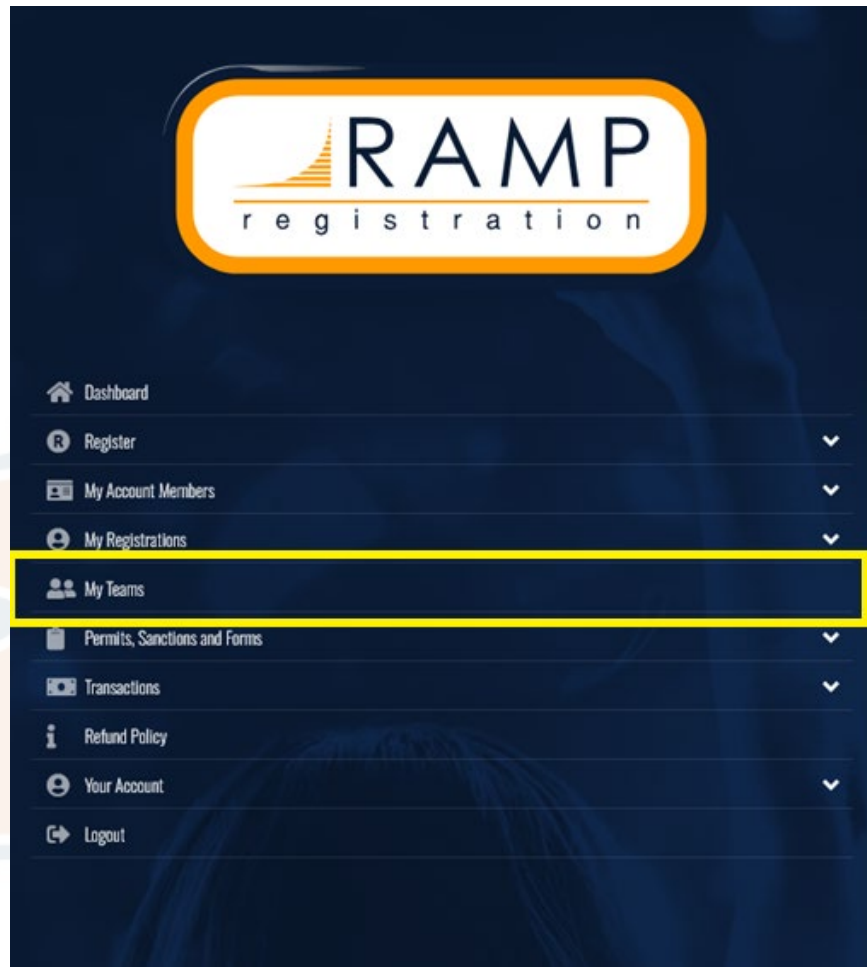 RAMP
registration
Dashboard
Register
My Account Members
My Registrations
My Teams
Permits, Sanctions and Forms
Transactions
Refund Policy
Your Account
Logout